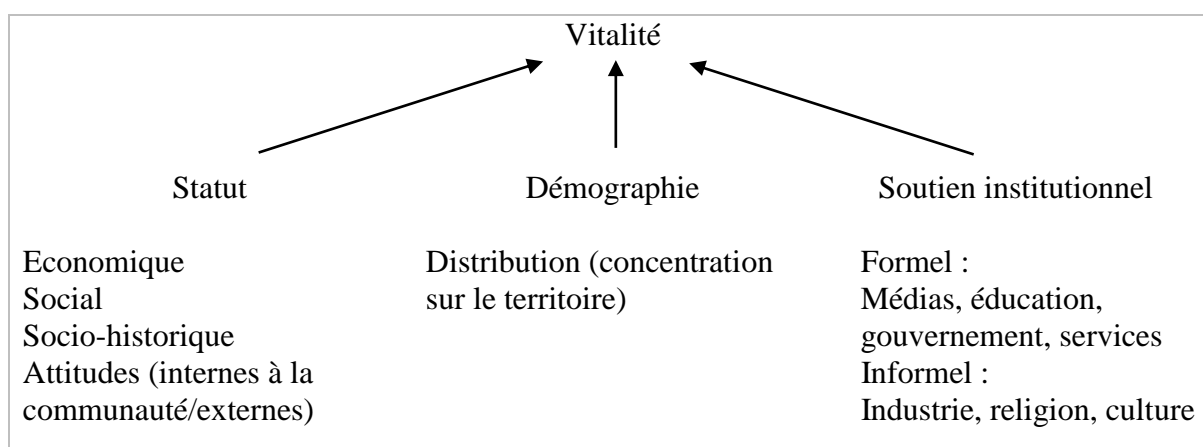 Vitalité
Statut
Démographie
Soutien institutionnel
Economique
Social
Socio-historique
Attitudes (internes à la
communauté/externes)
Distribution (concentration
sur le territoire)
Formel :
Médias, éducation,
gouvernement, services
Informel :
Industrie, religion, culture